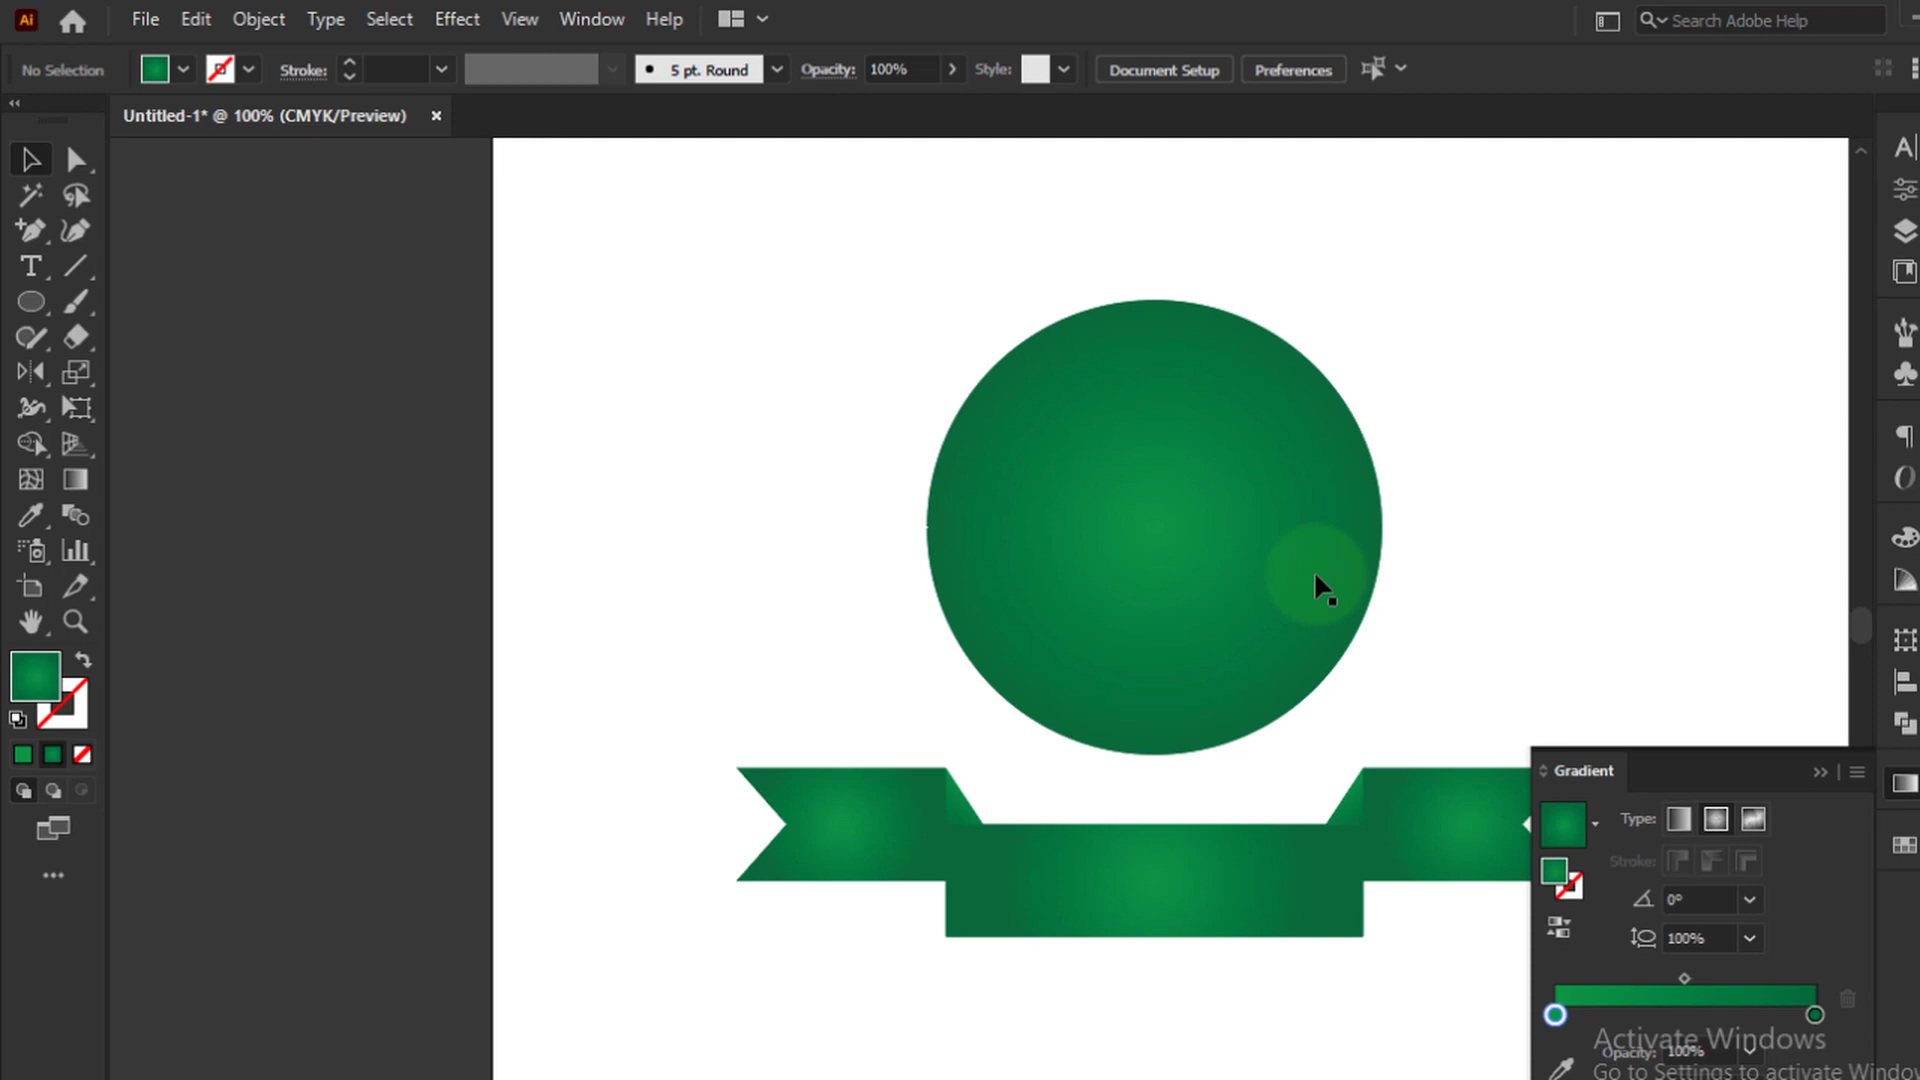 Ai File Edit Object Type Select Effect View Window Help Search Adobe Help
No Selection Stroke: 5 pt. Round Opacity: 100% Style: Document Setup Preferences
Untitled-1* @ 100% (CMYK/Preview) ×
Gradient
Type:
Stroke:
0°
100%
Opacity: 100%
Activate Windows
Go to Settings to activate Window